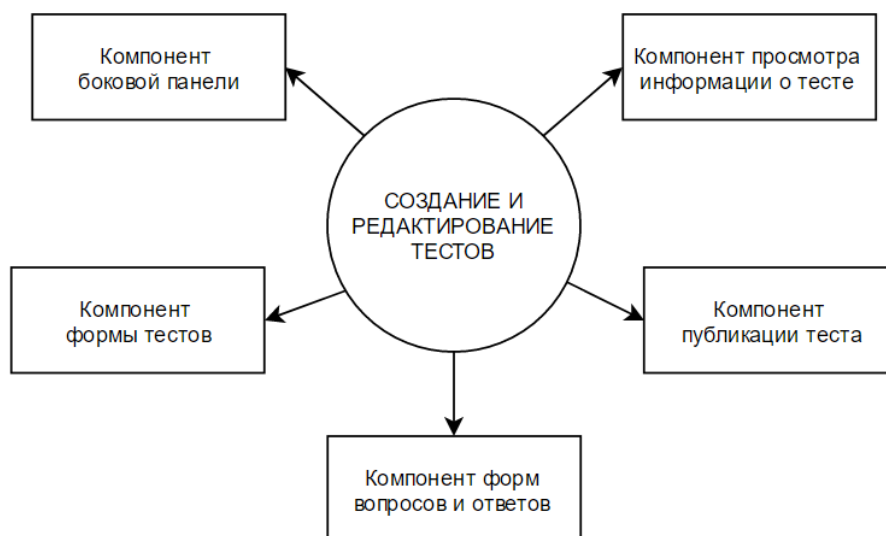 Компонент
боковой панели
Компонент просмотра
информации о тесте
СОЗДАНИЕ И
РЕДАКТИРОВАНИЕ
ТЕСТОВ
Компонент
формы тестов
Компонент
публикации теста
Компонент форм
вопросов и ответов